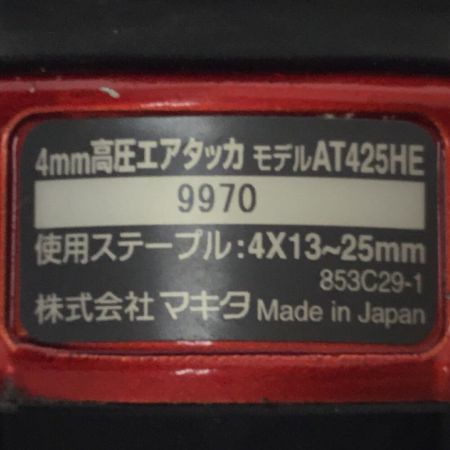 4mm高圧エアタッカ モデルAT425HE
9970
使用ステープル:4X13~25mm
853C29-1
株式会社 マキタ Made in Japan